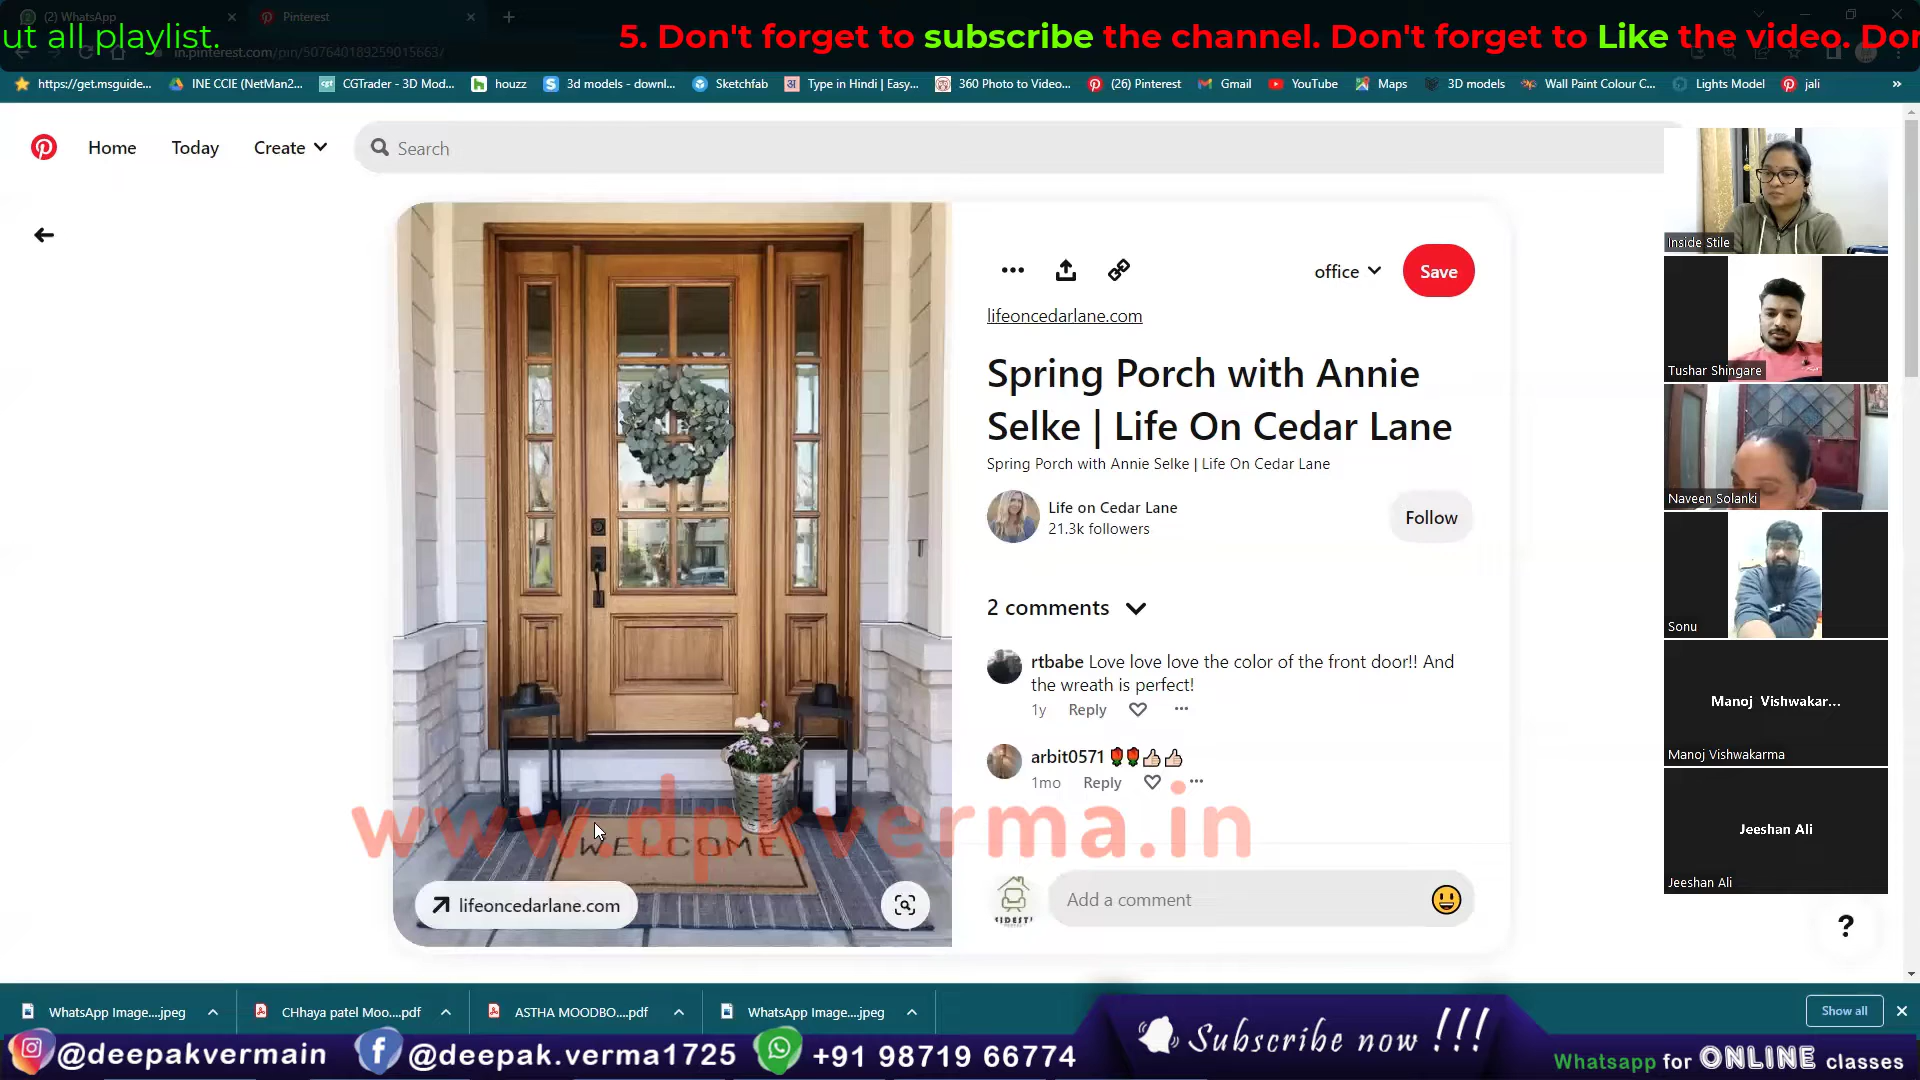 (2) WhatsApp
Pinterest
ut all playlist.
5. Don't forget to subscribe the channel. Don't forget to Like the video. Do
in.pinterest.com/pin/507640189259015663/
https://get.msguide...
INE CCIE (NetMan2...
CGTrader - 3D Mod...
houzz
3d models - downl...
Sketchfab
Type in Hindi | Easy...
360 Photo to Video...
(26) Pinterest
Gmail
YouTube
Maps
3D models
Wall Paint Colour C...
Lights Model
jali
Home
Today
Create
Search
office
Save
lifeoncedarlane.com
Spring Porch with Annie
Selke | Life On Cedar Lane
Spring Porch with Annie Selke | Life On Cedar Lane
Life on Cedar Lane
21.3k followers
Follow
2 comments
rtbabe Love love love the color of the front door!! And
the wreath is perfect!
1y Reply
arbit0571 🌹🌹👍🏻👍🏻
1mo Reply
www.dpkverma.in
WELCOME
lifeoncedarlane.com
Add a comment
Inside Stile
Tushar Shingare
Naveen Solanki
Sonu
Manoj Vishwakar...
Manoj Vishwakarma
Jeeshan Ali
Jeeshan Ali
?
WhatsApp Image....jpeg
CHhaya patel Moo....pdf
ASTHA MOODBO....pdf
WhatsApp Image....jpeg
Show all
@deepakvermain
@deepak.verma1725
+91 98719 66774
Subscribe now !!!
Whatsapp for ONLINE classes